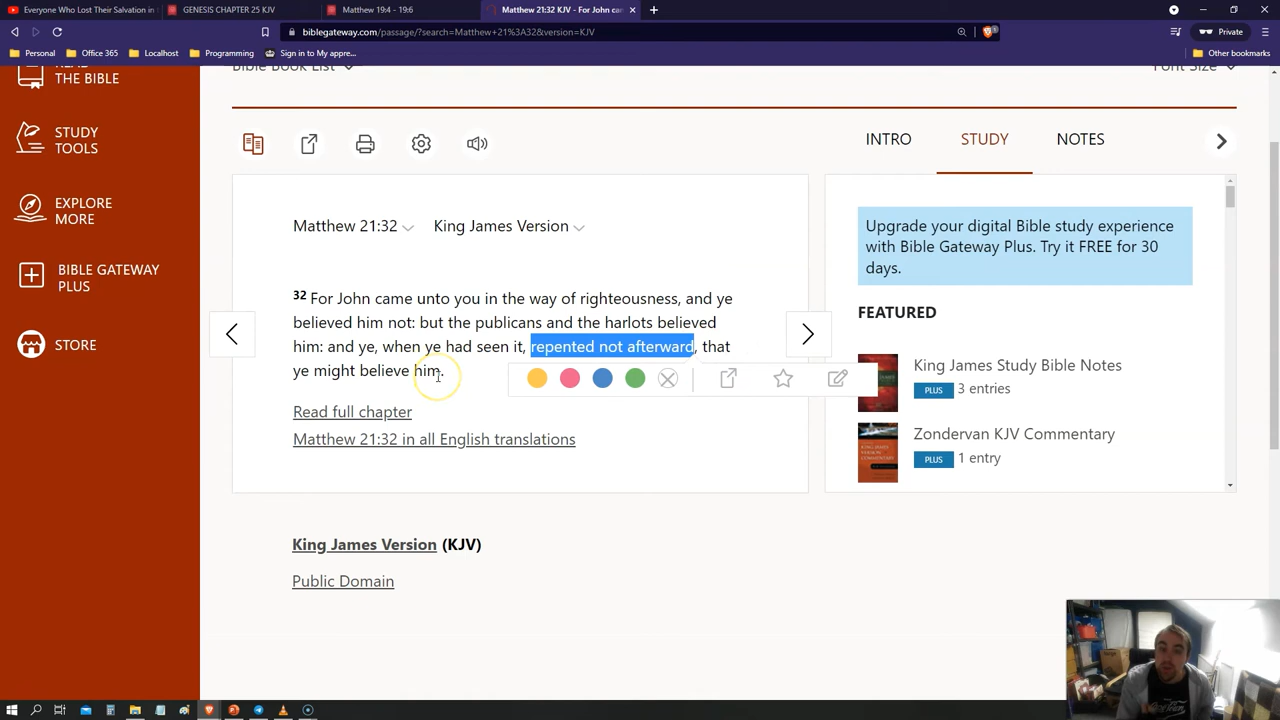 Everyone Who Lost Their Salvation in
GENESIS CHAPTER 25 KJV
Matthew 19:4 - 19:6
Matthew 21:32 KJV - For John can
biblegateway.com/passage/?search=Matthew+21%3A32&version=KJV
Private
Personal
Office 365
Localhost
Programming
Sign in to My appre...
Other bookmarks
READ
THE BIBLE
STUDY
TOOLS
EXPLORE
MORE
BIBLE GATEWAY
PLUS
STORE
Bible Book List
Font Size
INTRO
STUDY
NOTES
Matthew 21:32
King James Version
32 For John came unto you in the way of righteousness, and ye
believed him not: but the publicans and the harlots believed
him: and ye, when ye had seen it, repented not afterward, that
ye might believe him.
Read full chapter
Matthew 21:32 in all English translations
Upgrade your digital Bible study experience
with Bible Gateway Plus. Try it FREE for 30
days.
FEATURED
King James Study Bible Notes
PLUS 3 entries
Zondervan KJV Commentary
PLUS 1 entry
King James Version (KJV)
Public Domain